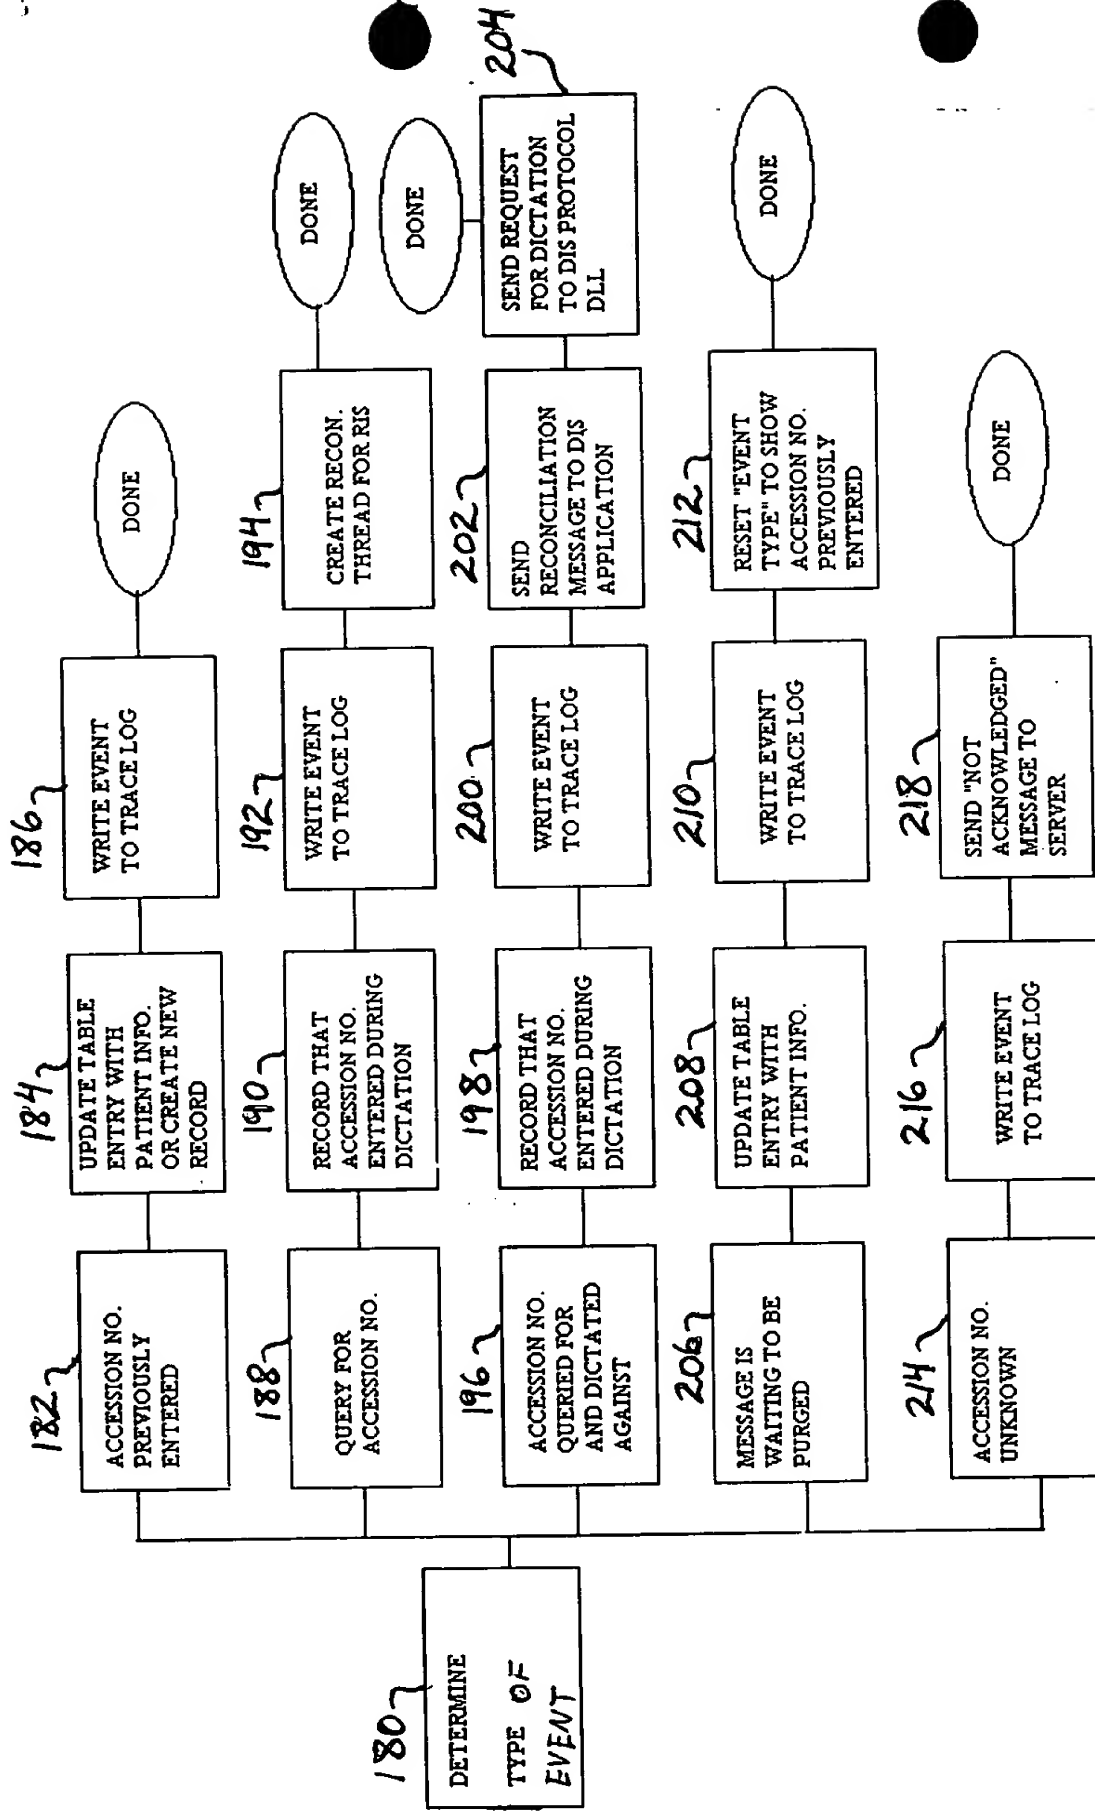 180
DETERMINE
TYPE OF
EVENT
182
ACCESSION NO.
PREVIOUSLY
ENTERED
184
UPDATE TABLE
ENTRY WITH
PATIENT INFO.
OR CREATE NEW
RECORD
186
WRITE EVENT
TO TRACE LOG
DONE
188
QUERY FOR
ACCESSION NO.
190
RECORD THAT
ACCESSION NO.
ENTERED DURING
DICTATION
192
WRITE EVENT
TO TRACE LOG
194
CREATE RECON.
THREAD FOR RIS
DONE
196
ACCESSION NO.
QUERIED FOR
AND DICTATED
AGAINST
198
RECORD THAT
ACCESSION NO.
ENTERED DURING
DICTATION
200
WRITE EVENT
TO TRACE LOG
202
SEND
RECONCILIATION
MESSAGE TO DIS
APPLICATION
204
SEND REQUEST
FOR DICTATION
TO DIS PROTOCOL
DLL
DONE
206
MESSAGE IS
WAITING TO BE
PURGED
208
UPDATE TABLE
ENTRY WITH
PATIENT INFO.
210
WRITE EVENT
TO TRACE LOG
212
RESET "EVENT
TYPE" TO SHOW
ACCESSION NO.
PREVIOUSLY
ENTERED
DONE
214
ACCESSION NO.
UNKNOWN
216
WRITE EVENT
TO TRACE LOG
218
SEND "NOT
ACKNOWLEDGED"
MESSAGE TO
SERVER
DONE